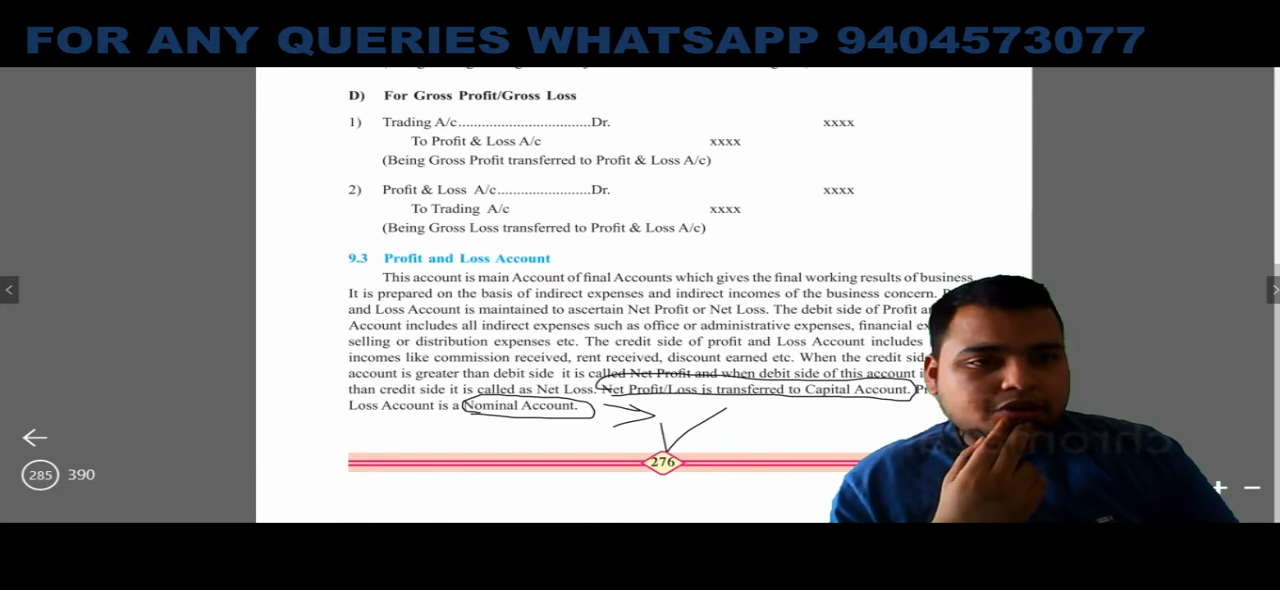 FOR ANY QUERIES WHATSAPP 9404573077
D) For Gross Profit/Gross Loss
1) Trading A/c..................................Dr. xxxx
To Profit & Loss A/c xxxx
(Being Gross Profit transferred to Profit & Loss A/c)
2) Profit & Loss A/c........................Dr. xxxx
To Trading A/c xxxx
(Being Gross Loss transferred to Profit & Loss A/c)
9.3 Profit and Loss Account
This account is main Account of final Accounts which gives the final working results of business.
It is prepared on the basis of indirect expenses and indirect incomes of the business concern.
and Loss Account is maintained to ascertain Net Profit or Net Loss. The debit side of Profit
Account includes all indirect expenses such as office or administrative expenses, financial
selling or distribution expenses etc. The credit side of profit and Loss Account includes
incomes like commission received, rent received, discount earned etc. When the credit
account is greater than debit side it is called Net Profit and when debit side of this account
than credit side it is called as Net Loss. Net Profit/Loss is transferred to Capital Account.
Loss Account is a Nominal Account.
276
285 390